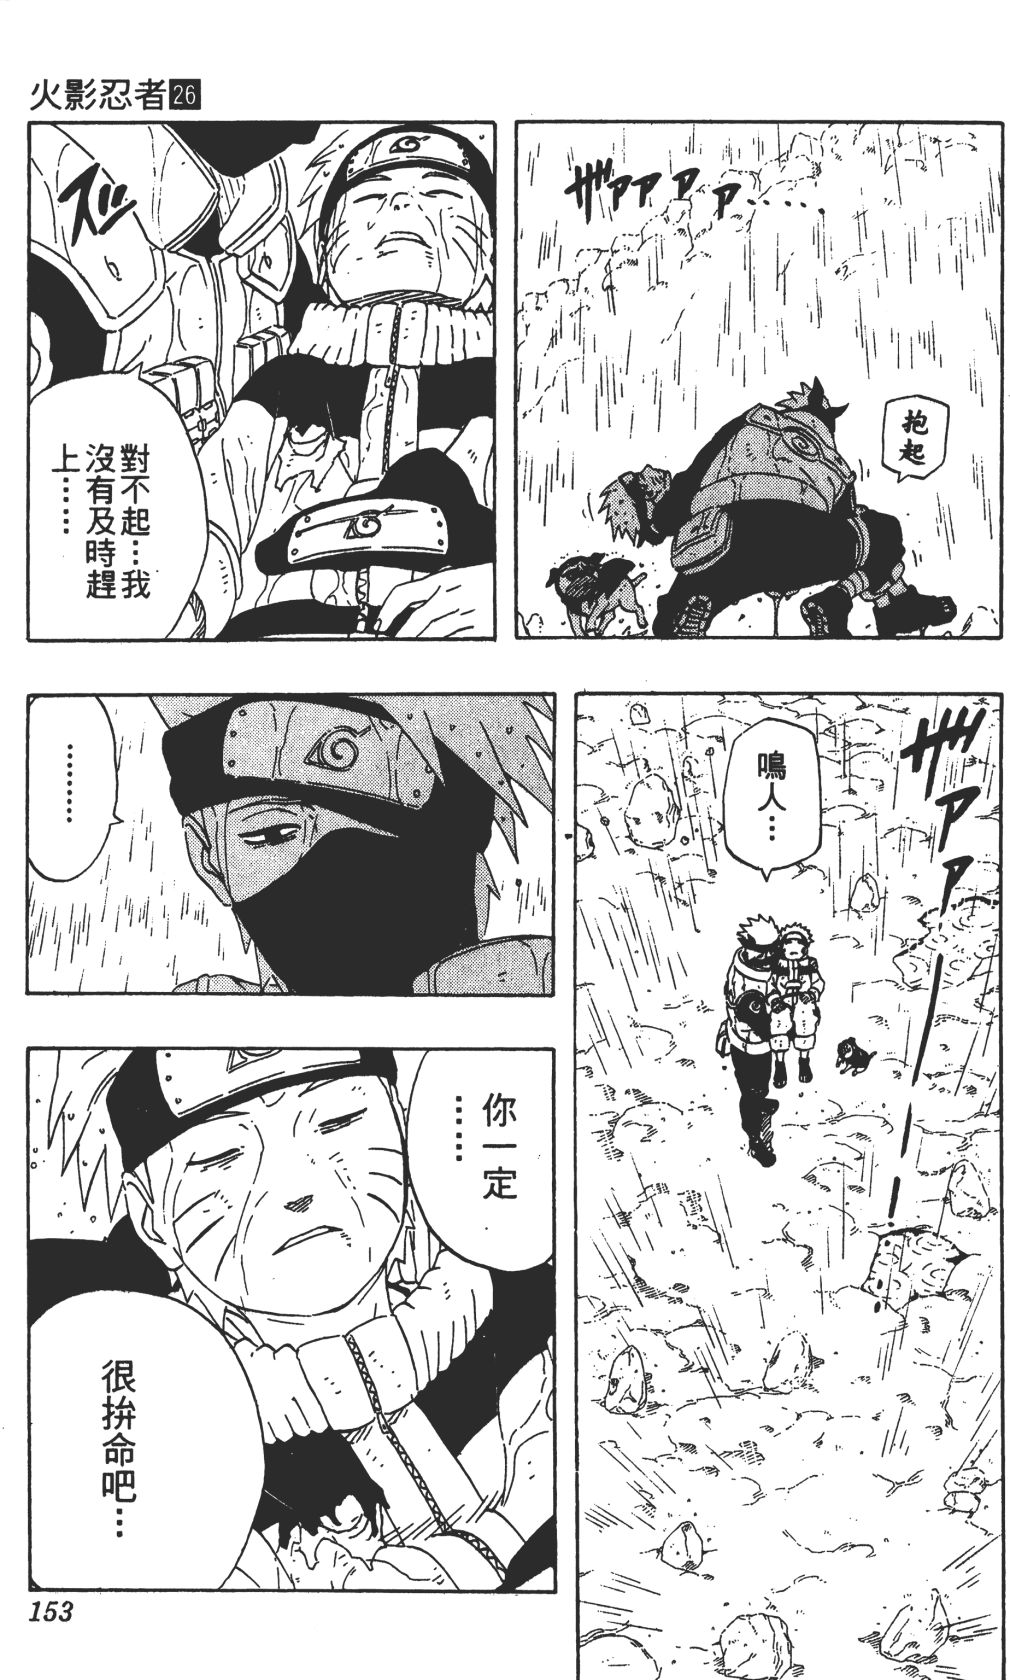 火影忍者26
ザァァァァ‥‥‥
抱起
ズッ
對不起…我
沒有及時趕
上……
ザァァ
鳴人…
………
你一定
……
很拚命吧…
153